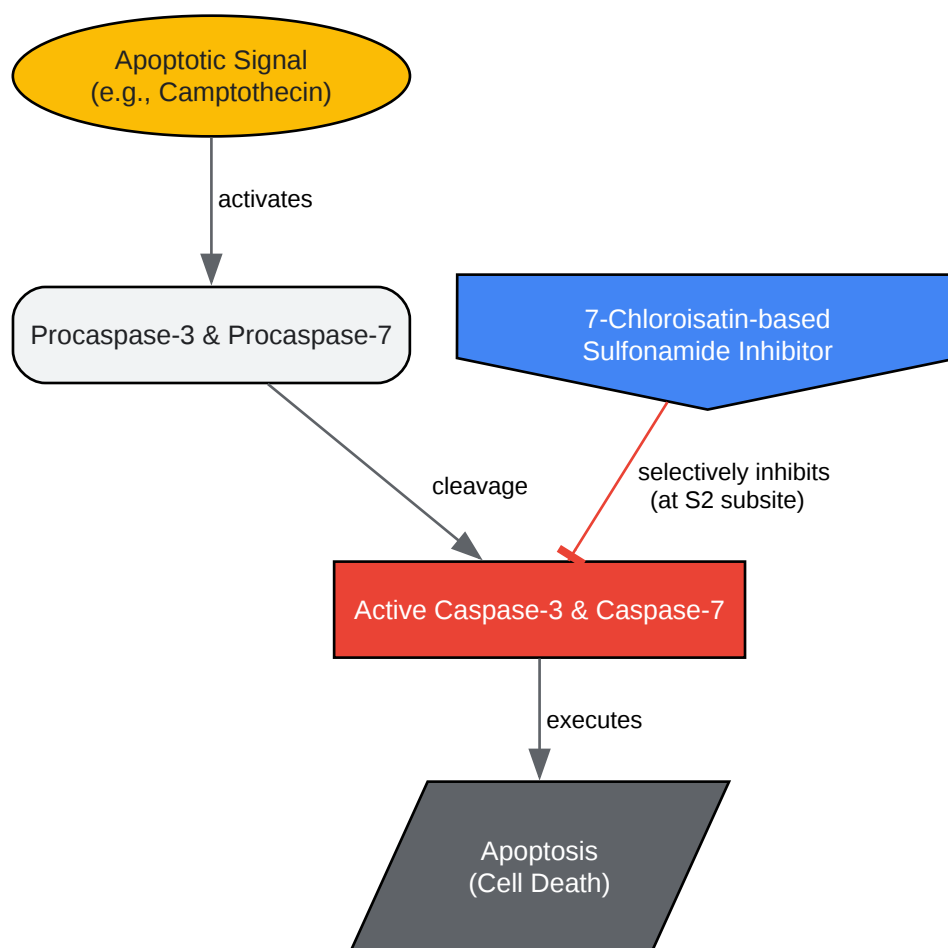 Apoptotic Signal
(e.g., Camptothecin)
activates
Procaspase-3 & Procaspase-7
7-Chloroisatin-based
Sulfonamide Inhibitor
cleavage
selectively inhibits
(at S2 subsite)
Active Caspase-3 & Caspase-7
executes
Apoptosis
(Cell Death)